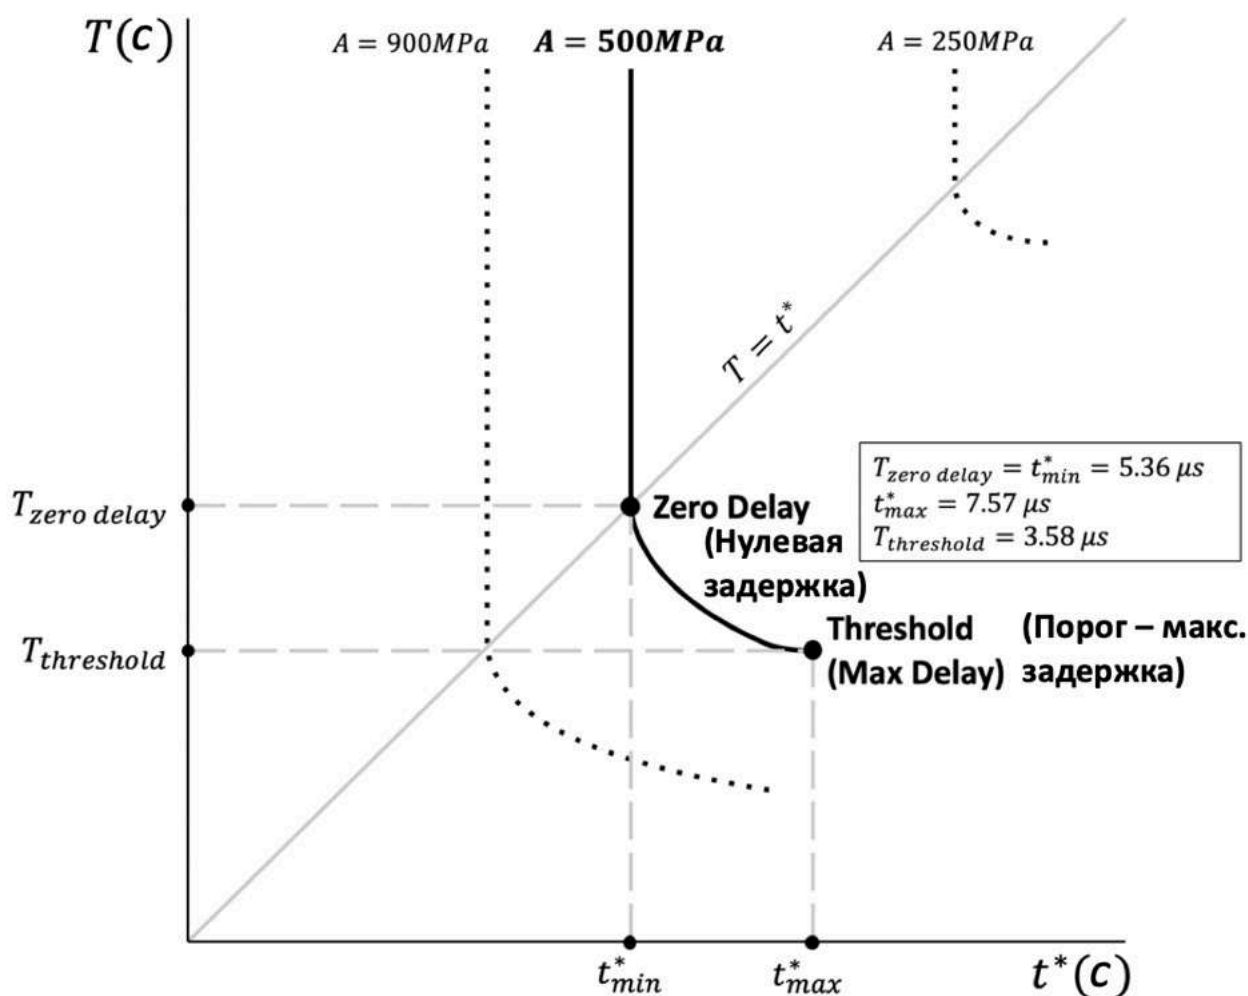 T(c)
A = 900MPa
A = 500MPa
A = 250MPa
T = t*
T_zero delay = t*_min = 5.36 μs
t*_max = 7.57 μs
T_threshold = 3.58 μs
T_zero delay
Zero Delay
(Нулевая
задержка)
T_threshold
Threshold
(Max Delay)
(Порог – макс.
задержка)
t*_min
t*_max
t*(c)